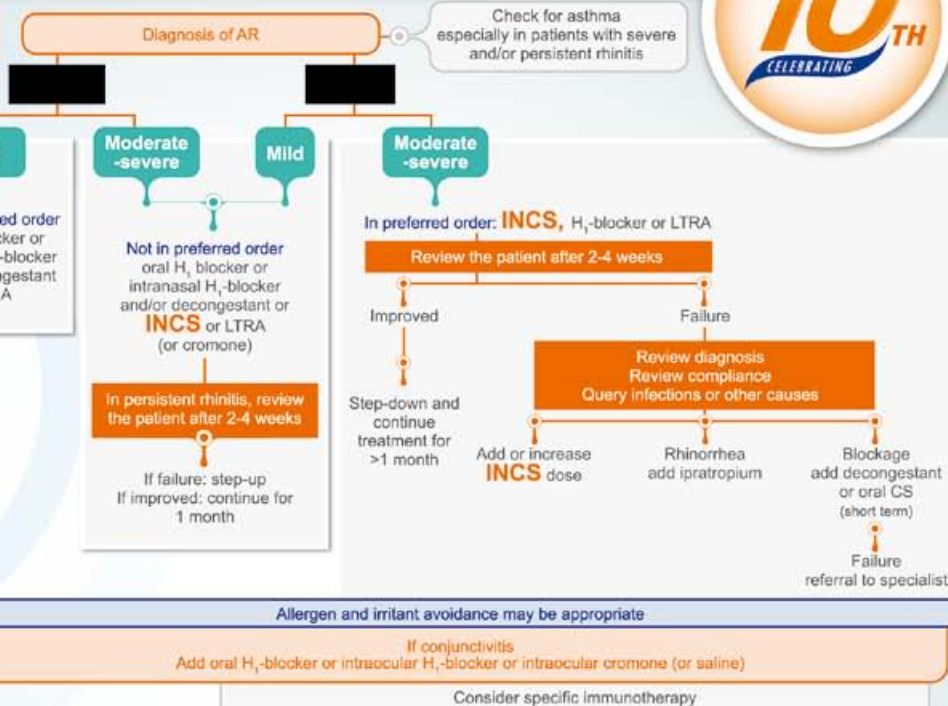 Diagnosis of AR
Check for asthma
especially in patients with severe
and/or persistent rhinitis
10TH
CELEBRATING
Moderate
-severe
Mild
Moderate
-severe
ed order
cker or
-blocker
gestant
A
Not in preferred order
oral H₁ blocker or
intranasal H₁-blocker
and/or decongestant or
INCS or LTRA
(or cromone)
In persistent rhinitis, review
the patient after 2-4 weeks
If failure: step-up
If improved: continue for
1 month
In preferred order: INCS, H₁-blocker or LTRA
Review the patient after 2-4 weeks
Improved
Failure
Step-down and
continue
treatment for
>1 month
Review diagnosis
Review compliance
Query infections or other causes
Add or increase
INCS dose
Rhinorrhea
add ipratropium
Blockage
add decongestant
or oral CS
(short term)
Failure
referral to specialist
Allergen and irritant avoidance may be appropriate
If conjunctivitis
Add oral H₁-blocker or intraocular H₁-blocker or intraocular cromone (or saline)
Consider specific immunotherapy